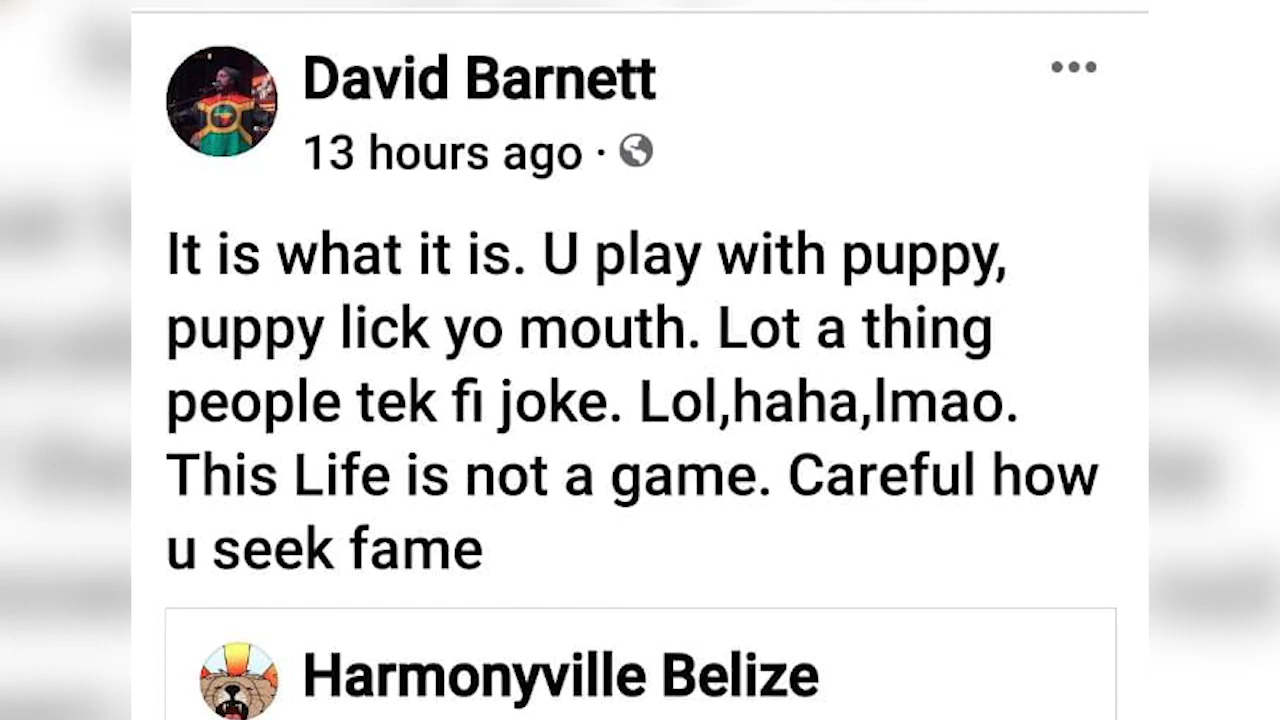 David Barnett
13 hours ago ·
It is what it is. U play with puppy,
puppy lick yo mouth. Lot a thing
people tek fi joke. Lol,haha,lmao.
This Life is not a game. Careful how
u seek fame
Harmonyville Belize